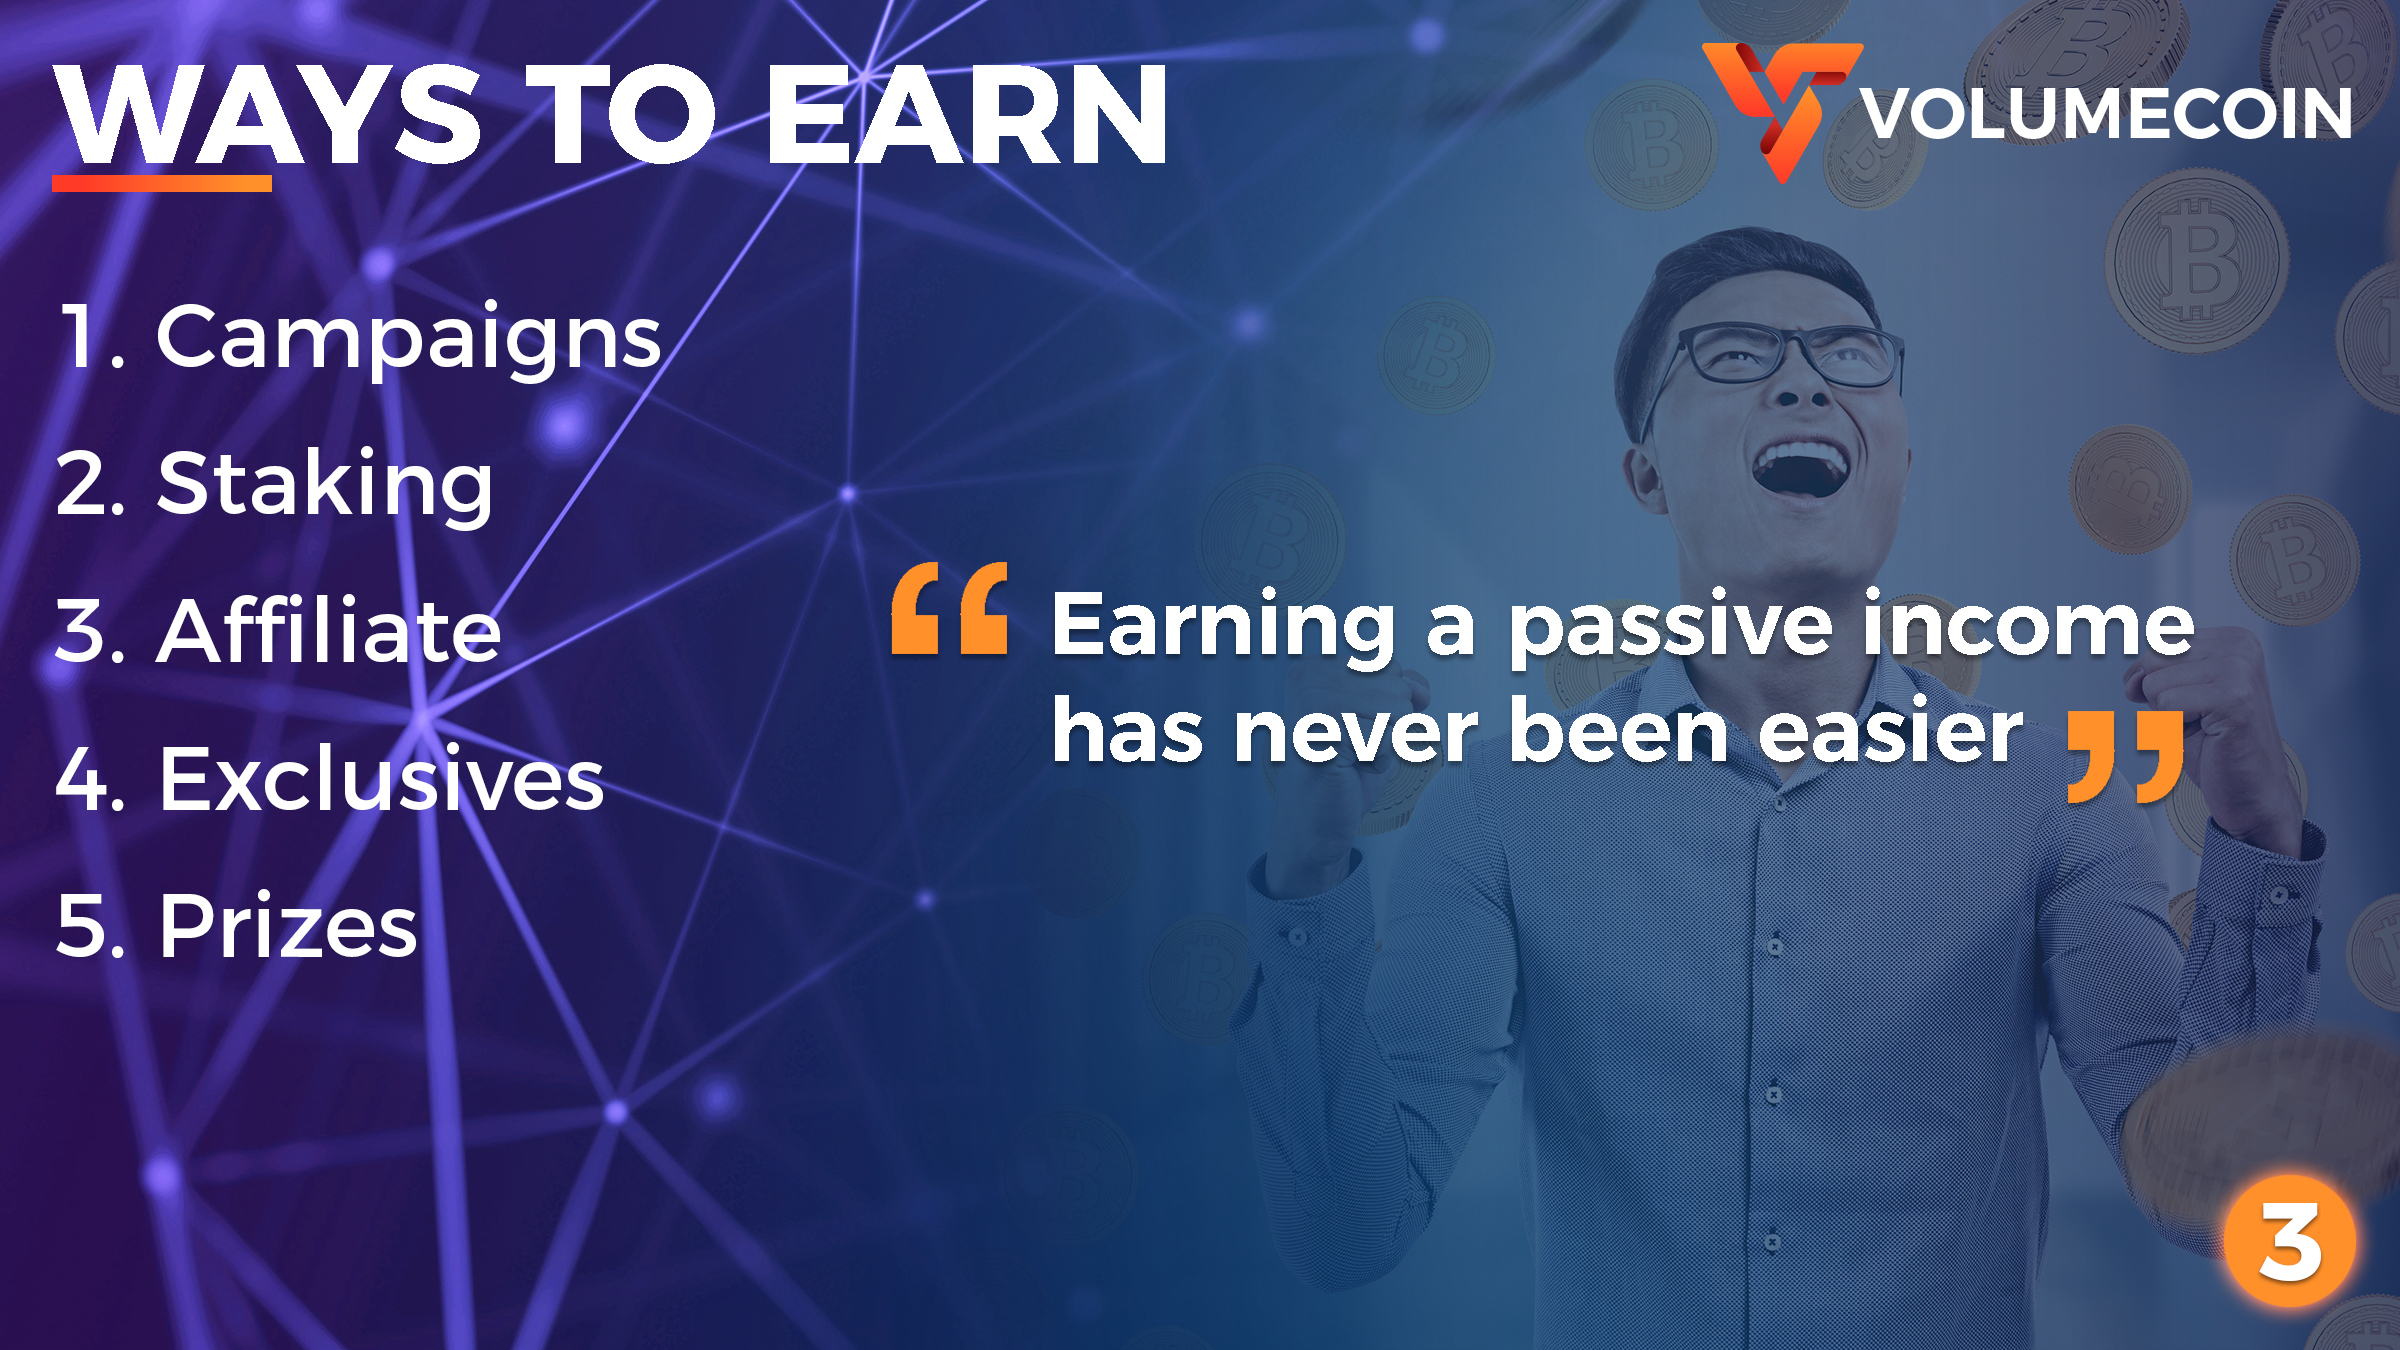 WAYS TO EARN
VOLUMECOIN
1. Campaigns
2. Staking
3. Affiliate
4. Exclusives
5. Prizes
“ Earning a passive income
has never been easier ”
3